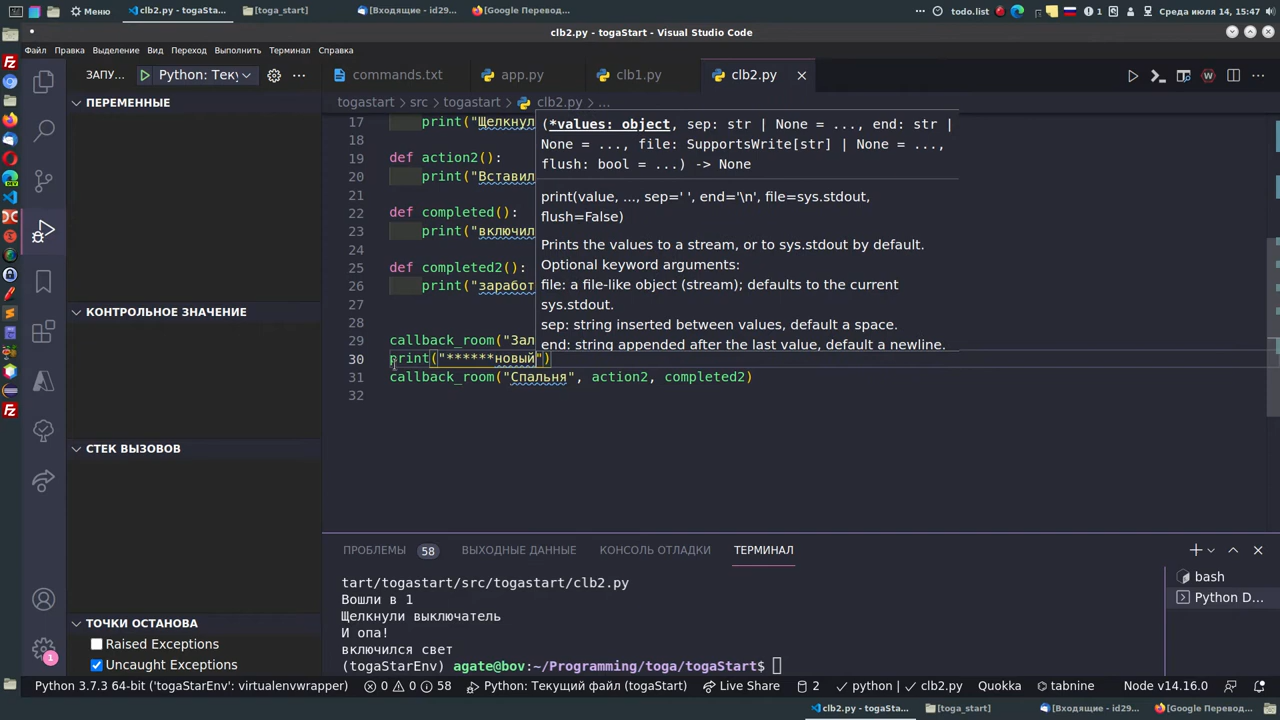 Меню
clb2.py - togaSta...
[toga_start]
[Входящие - id29...
[Google Перевод...
todo.list
1
Среда июля 14, 15:47
clb2.py - togaStart - Visual Studio Code
Файл Правка Выделение Вид Переход Выполнить Терминал Справка
ЗАПУ...
Python: Теку
commands.txt
app.py
clb1.py
clb2.py
togastart > src > togastart > clb2.py > ...
ПЕРЕМЕННЫЕ
КОНТРОЛЬНОЕ ЗНАЧЕНИЕ
СТЕК ВЫЗОВОВ
ТОЧКИ ОСТАНОВА
Raised Exceptions
Uncaught Exceptions
17 print("Щелкнул
18
19 def action2():
20 print("Вставил
21
22 def completed():
23 print("включил
24
25 def completed2():
26 print("заработ
27
28
29 callback_room("Зал
30 print("******новый")
31 callback_room("Спальня", action2, completed2)
32
(*values: object, sep: str | None = ..., end: str |
None = ..., file: SupportsWrite[str] | None = ...,
flush: bool = ...) -> None
print(value, ..., sep=' ', end='\n', file=sys.stdout,
flush=False)
Prints the values to a stream, or to sys.stdout by default.
Optional keyword arguments:
file: a file-like object (stream); defaults to the current
sys.stdout.
sep: string inserted between values, default a space.
end: string appended after the last value, default a newline.
ПРОБЛЕМЫ 58 ВЫХОДНЫЕ ДАННЫЕ КОНСОЛЬ ОТЛАДКИ ТЕРМИНАЛ
tart/togastart/src/togastart/clb2.py
Вошли в 1
Щелкнули выключатель
И опа!
включился свет
(togaStarEnv) agate@bov:~/Programming/toga/togaStart$
bash
Python D...
1
Python 3.7.3 64-bit ('togaStarEnv': virtualenvwrapper) 0 0 58 Python: Текущий файл (togaStart) Live Share 2 python | clb2.py Quokka tabnine Node v14.16.0
clb2.py - togaSta...
[toga_start]
[Входящие - id29...
[Google Перевод...